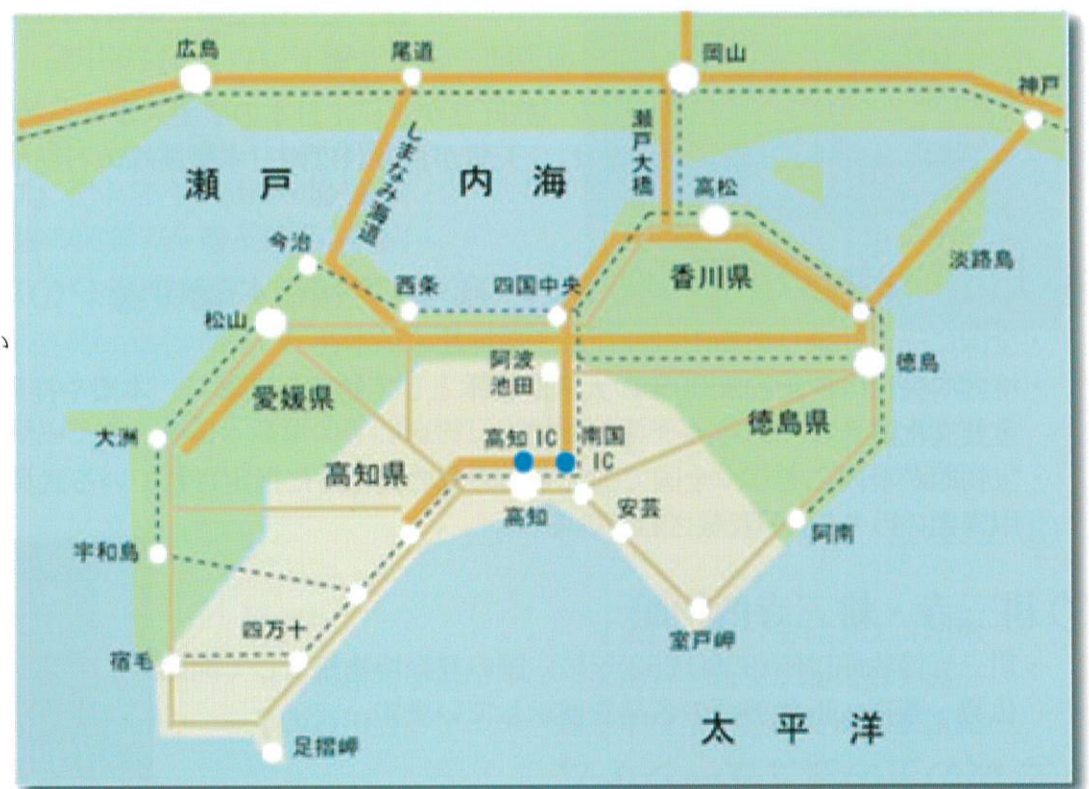 広島
尾道
岡山
神戸
しまなみ海道
瀬戸大橋
瀬戸
内海
高松
今治
西条
四国中央
香川県
淡路島
松山
阿波
池田
徳島
愛媛県
徳島県
大洲
高知県
高知IC
南国
IC
高知
安芸
阿南
宇和島
四万十
室戸岬
宿毛
足摺岬
太平洋